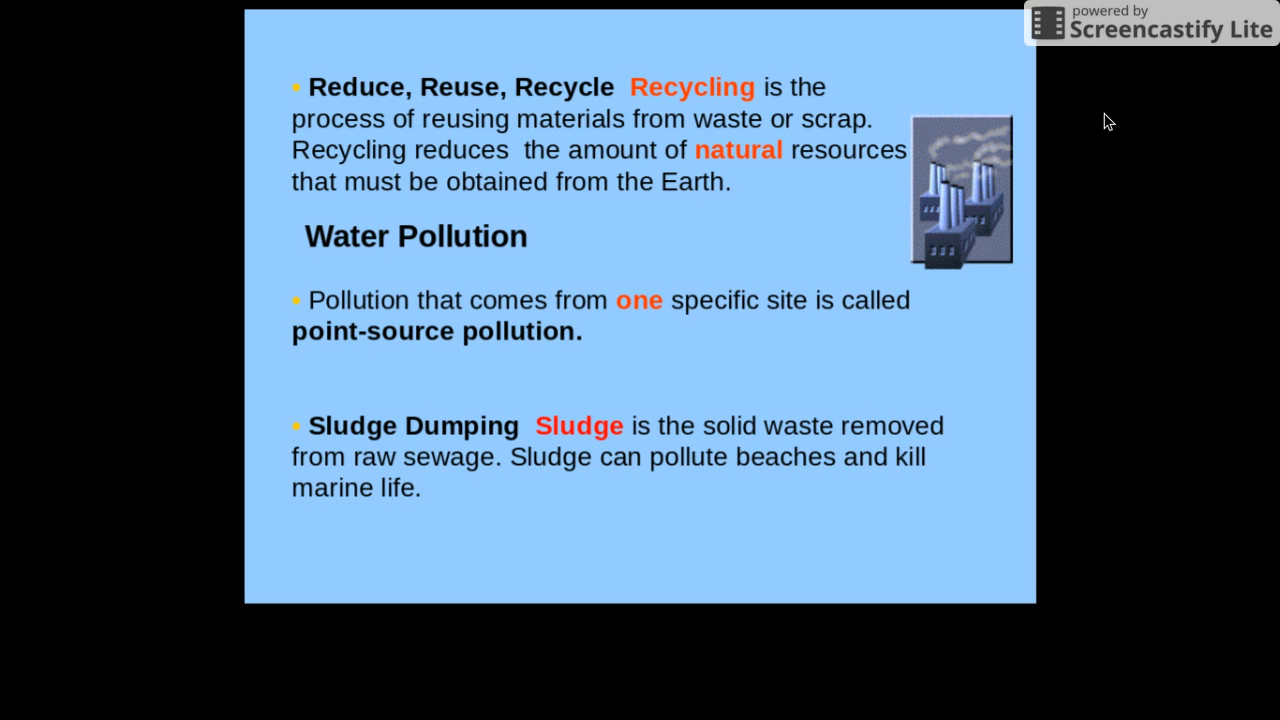 powered by
Screencastify Lite
• Reduce, Reuse, Recycle Recycling is the
process of reusing materials from waste or scrap.
Recycling reduces the amount of natural resources
that must be obtained from the Earth.
Water Pollution
• Pollution that comes from one specific site is called
point-source pollution.
• Sludge Dumping Sludge is the solid waste removed
from raw sewage. Sludge can pollute beaches and kill
marine life.